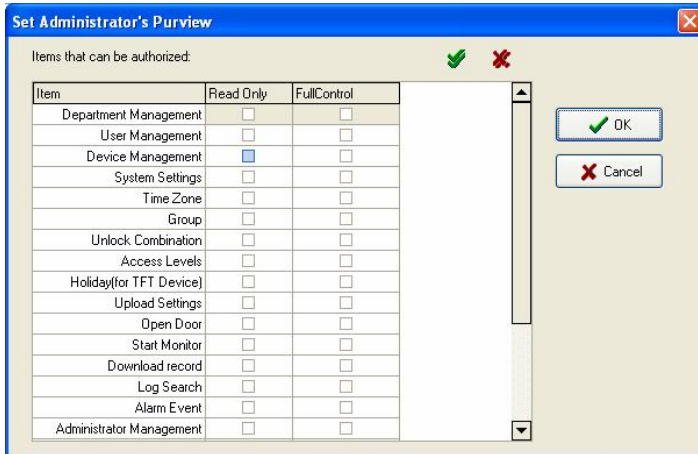 Set Administrator's Purview
Items that can be authorized:
Item Read Only FullControl
Department Management
User Management
Device Management
System Settings
Time Zone
Group
Unlock Combination
Access Levels
Holiday(for TFT Device)
Upload Settings
Open Door
Start Monitor
Download record
Log Search
Alarm Event
Administrator Management
OK
Cancel